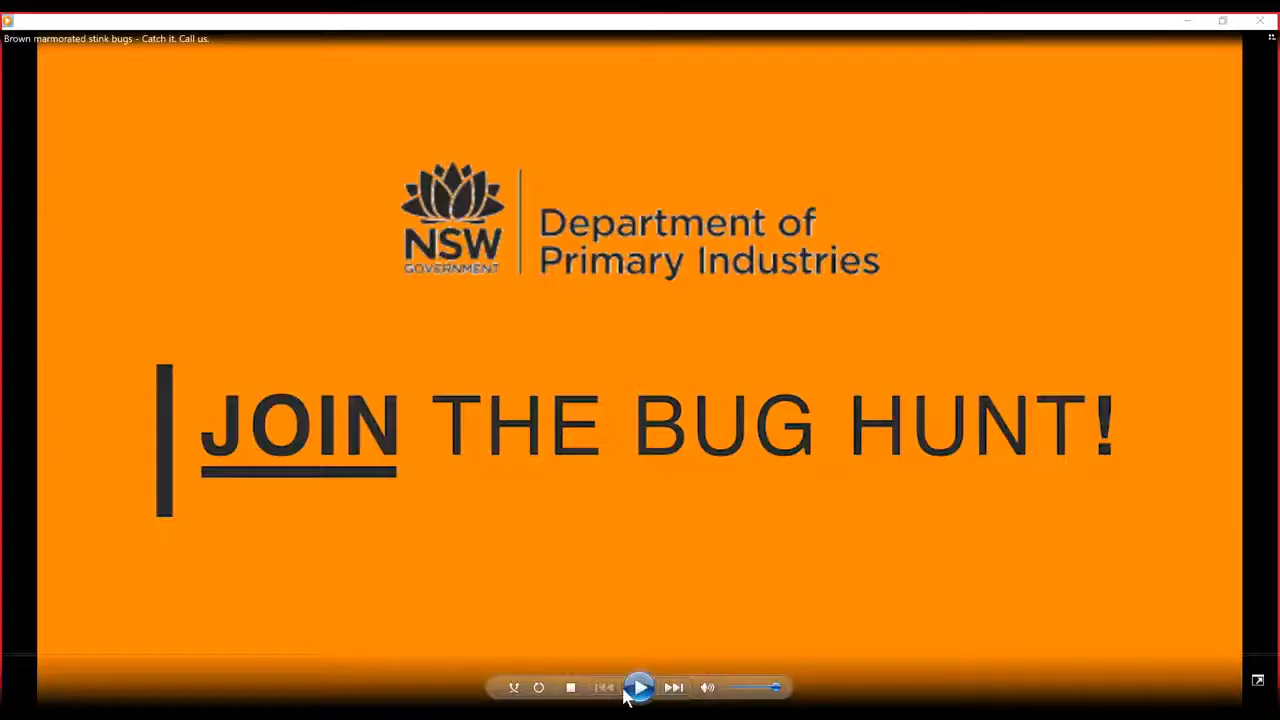 Brown marmorated stink bugs - Catch it. Call us.
NSW
GOVERNMENT
Department of
Primary Industries
JOIN THE BUG HUNT!